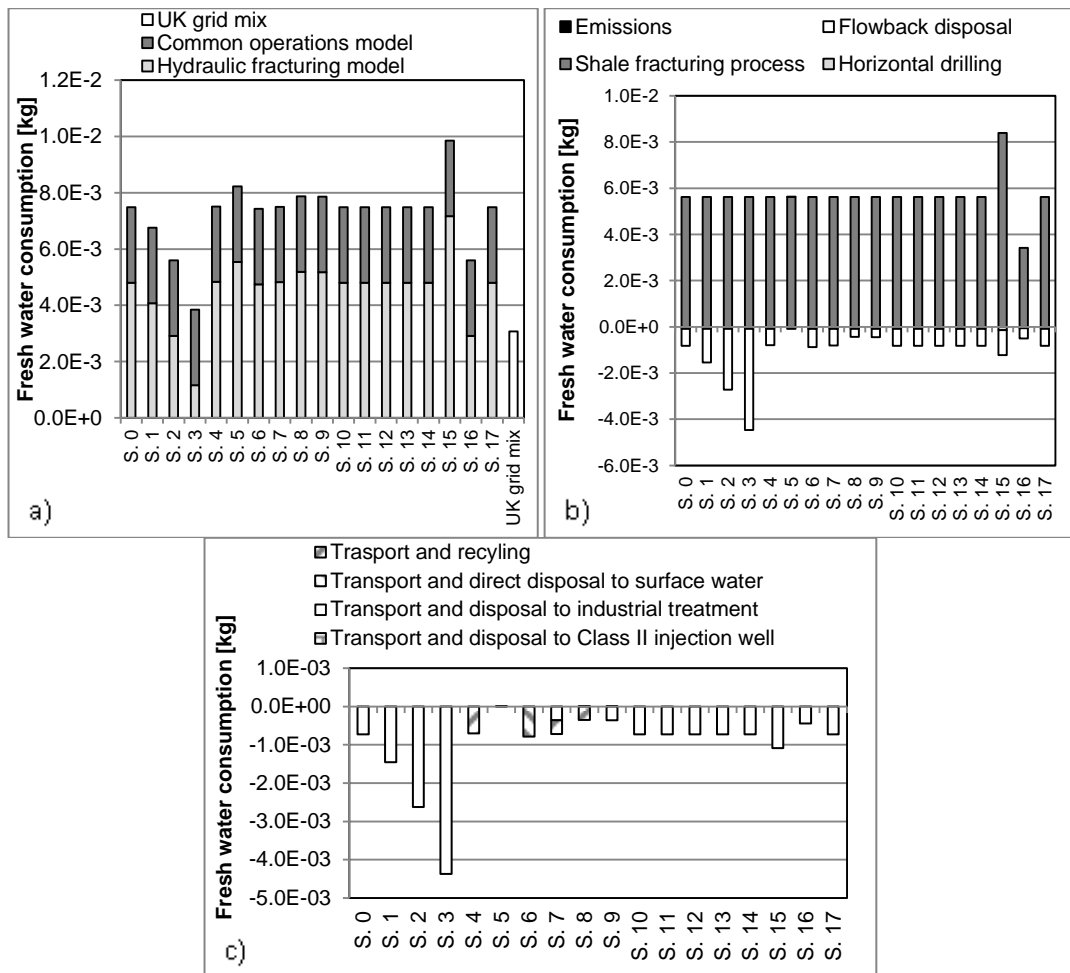 UK grid mix
Common operations model
Hydraulic fracturing model
Fresh water consumption [kg]
1.2E-2
1.0E-2
8.0E-3
6.0E-3
4.0E-3
2.0E-3
0.0E+0
S. 0
S. 1
S. 2
S. 3
S. 4
S. 5
S. 6
S. 7
S. 8
S. 9
S. 10
S. 11
S. 12
S. 13
S. 14
S. 15
S. 16
S. 17
UK grid mix
a)
Emissions
Flowback disposal
Shale fracturing process
Horizontal drilling
Fresh water consumption [kg]
1.0E-2
8.0E-3
6.0E-3
4.0E-3
2.0E-3
0.0E+0
-2.0E-3
-4.0E-3
-6.0E-3
S. 0
S. 1
S. 2
S. 3
S. 4
S. 5
S. 6
S. 7
S. 8
S. 9
S. 10
S. 11
S. 12
S. 13
S. 14
S. 15
S. 16
S. 17
b)
Trasport and recyling
Transport and direct disposal to surface water
Transport and disposal to industrial treatment
Transport and disposal to Class II injection well
Fresh water consumption [kg]
1.0E-03
0.0E+00
-1.0E-03
-2.0E-03
-3.0E-03
-4.0E-03
-5.0E-03
S. 0
S. 1
S. 2
S. 3
S. 4
S. 5
S. 6
S. 7
S. 8
S. 9
S. 10
S. 11
S. 12
S. 13
S. 14
S. 15
S. 16
S. 17
c)